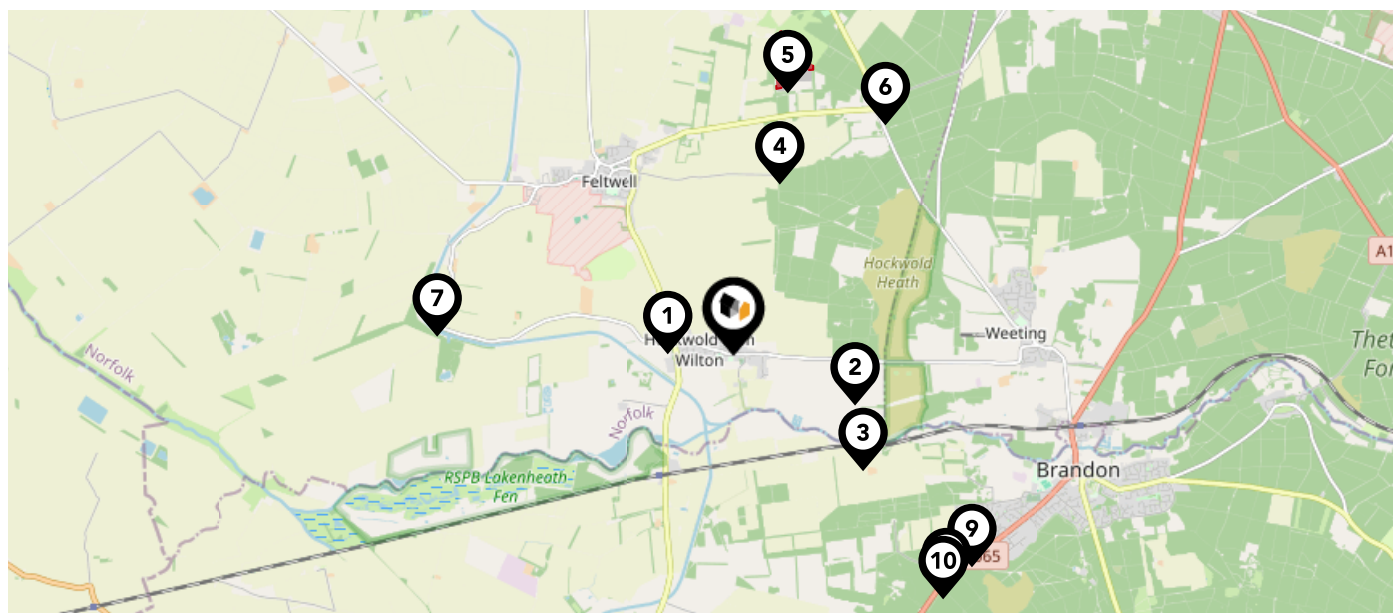 5
6
4
Feltwell
Hockwold
Heath
7
1
Wilton
2
Weeting
A1
Thet
For
Norfolk
Norfolk
3
RSPB Lakenheath
Fen
Brandon
9
10
65